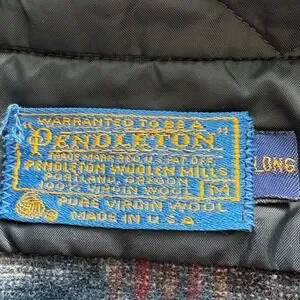 WARRANTED TO BE A
"PENDLETON"
TRADE MARK REG. U.S. PAT. OFF.
PENDLETON WOOLEN MILLS
PORTLAND, OREGON
100% VIRGIN WOOL
M
LONG
PURE VIRGIN WOOL
MADE IN U.S.A.